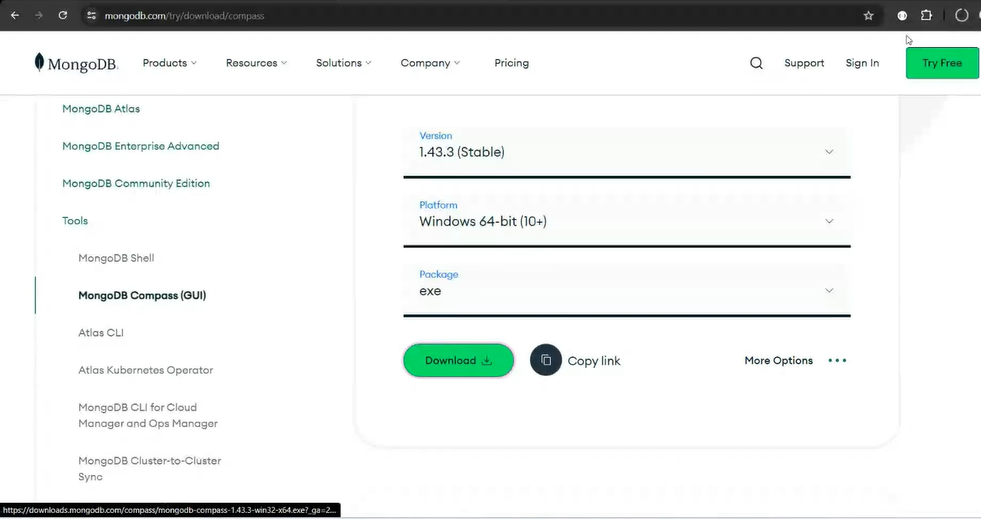 mongodb.com/try/download/compass
MongoDB.
Products
Resources
Solutions
Company
Pricing
Support
Sign In
Try Free
MongoDB Atlas
MongoDB Enterprise Advanced
MongoDB Community Edition
Tools
MongoDB Shell
MongoDB Compass (GUI)
Atlas CLI
Atlas Kubernetes Operator
MongoDB CLI for Cloud
Manager and Ops Manager
MongoDB Cluster-to-Cluster
Sync
Version
1.43.3 (Stable)
Platform
Windows 64-bit (10+)
Package
exe
Download
Copy link
More Options
https://downloads.mongodb.com/compass/mongodb-compass-1.43.3-win32-x64.exe?_ga=2...